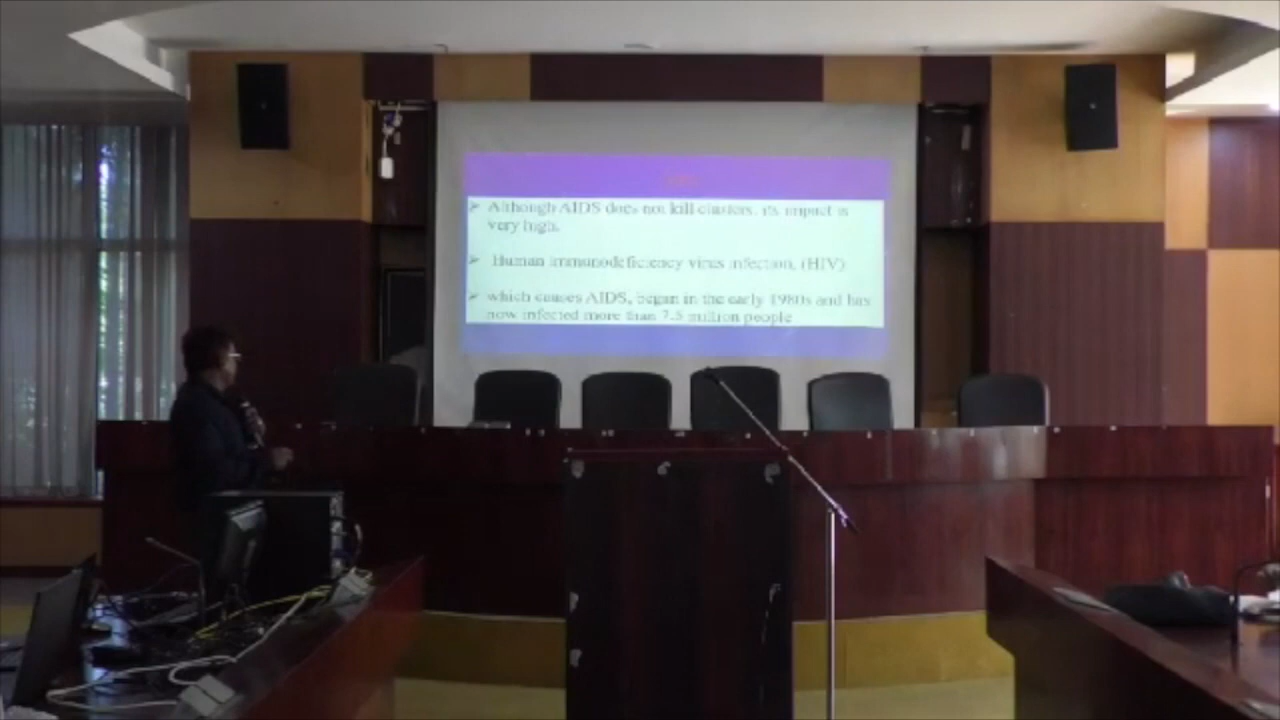 ➢ Although AIDS does not kill clusters, its impact is
very high.
➢ Human immunodeficiency virus infection, (HIV)
➢ which causes AIDS, began in the early 1980s and has
now infected more than 7.5 million people